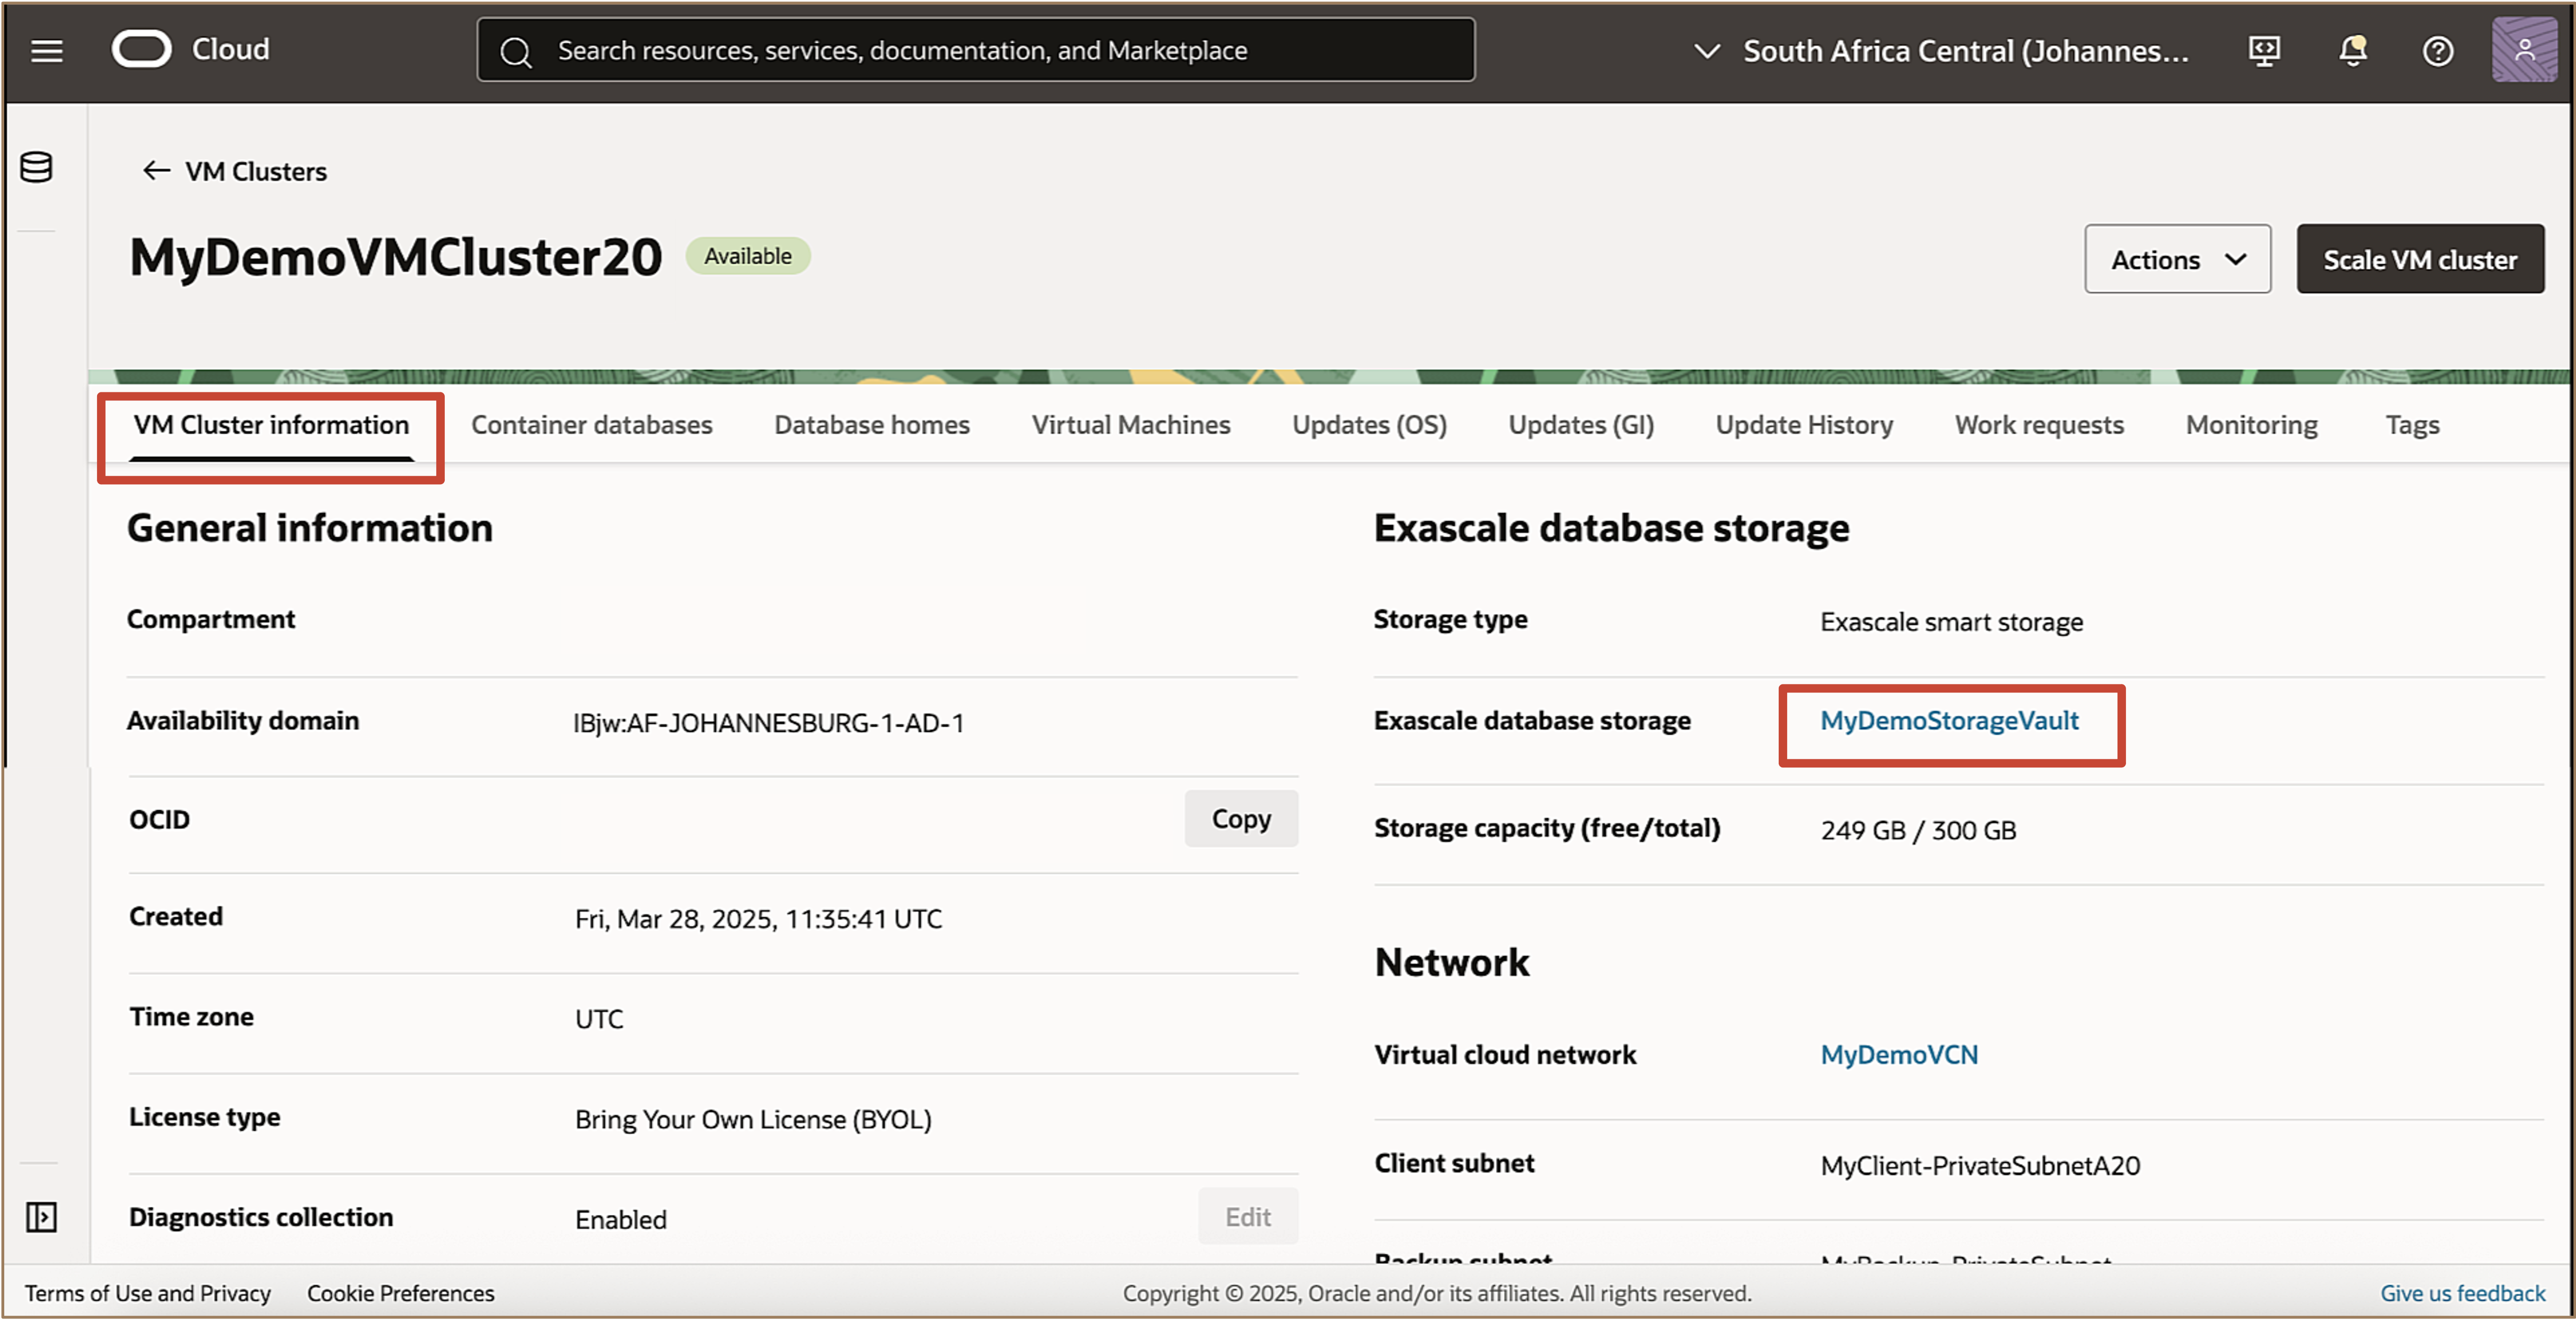 Cloud
Search resources, services, documentation, and Marketplace
South Africa Central (Johannes...
VM Clusters
MyDemoVMCluster20
Available
Actions
Scale VM cluster
VM Cluster information
Container databases
Database homes
Virtual Machines
Updates (OS)
Updates (GI)
Update History
Work requests
Monitoring
Tags
General information
Compartment
Availability domain
IBjw:AF-JOHANNESBURG-1-AD-1
OCID
Copy
Created
Fri, Mar 28, 2025, 11:35:41 UTC
Time zone
UTC
License type
Bring Your Own License (BYOL)
Diagnostics collection
Enabled
Edit
Exascale database storage
Storage type
Exascale smart storage
Exascale database storage
MyDemoStorageVault
Storage capacity (free/total)
249 GB / 300 GB
Network
Virtual cloud network
MyDemoVCN
Client subnet
MyClient-PrivateSubnetA20
Backup subnet
MyBackup-PrivateSubnet
Terms of Use and Privacy
Cookie Preferences
Copyright © 2025, Oracle and/or its affiliates. All rights reserved.
Give us feedback